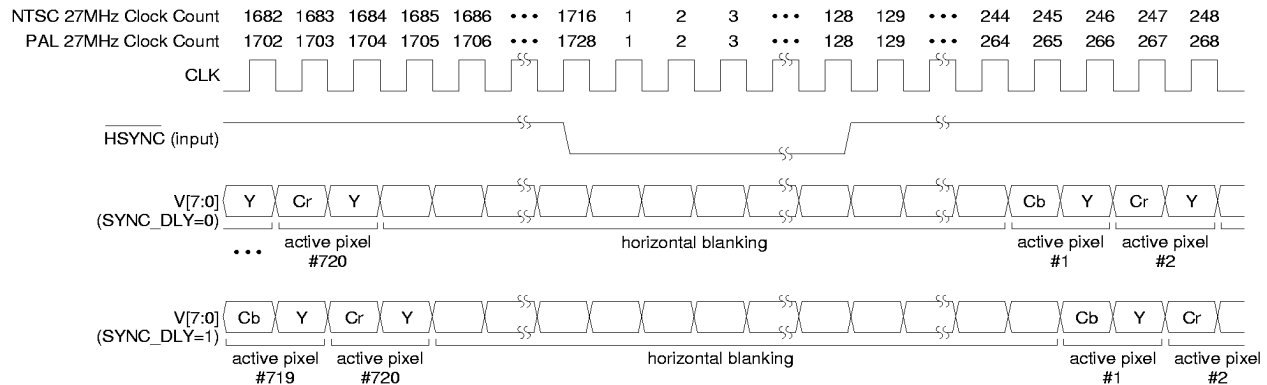 NTSC 27MHz Clock Count 1682 1683 1684 1685 1686 ••• 1716 1 2 3 ••• 128 129 ••• 244 245 246 247 248
PAL 27MHz Clock Count 1702 1703 1704 1705 1706 ••• 1728 1 2 3 ••• 128 129 ••• 264 265 266 267 268
CLK
HSYNC (input)
V[7:0] Y Cr Y Cb Y Cr Y
(SYNC_DLY=0)
••• active pixel horizontal blanking active pixel active pixel
#720 #1 #2
V[7:0] Cb Y Cr Y Cb Y Cr
(SYNC_DLY=1)
active pixel active pixel horizontal blanking active pixel active pixel
#719 #720 #1 #2